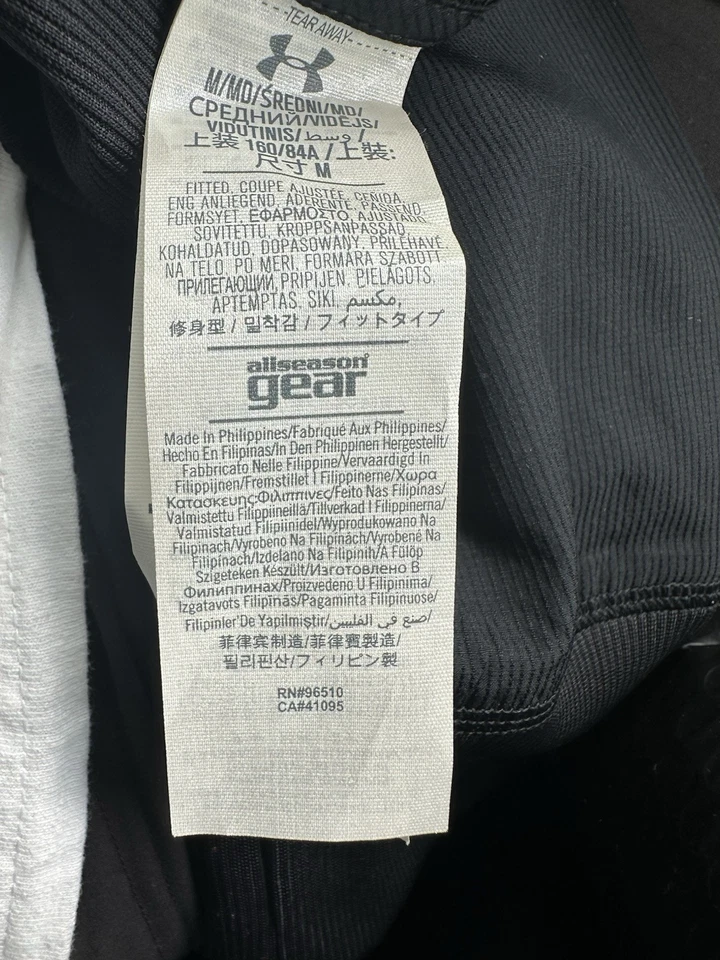 -TEAR AWAY-
M/MD/ŚREDNI/MD/
СРЕДНИЙ/VIDĒJS/
VIDUTINIS/وسط/
上装 160/84A /上裝:
尺寸 M
FITTED, COUPE AJUSTÉE, CEÑIDA,
ENG ANLIEGEND, ADERENTE, PASSEND,
FORMSYET, ΕΦΑΡΜΟΣΤΟ, AJUSTADO,
SOVITETTU, KROPPSANPASSAD,
KOHALDATUD, DOPASOWANY, PŘILÉHAVÉ,
NA TELO, PO MERI, FORMÁRA SZABOTT,
ПРИЛЕГАЮЩИЙ, PRIPIJEN, PIELĀGOTS,
APTEMPTAS, SIKI, مكسم,
修身型 / 밀착감 / フィットタイプ
allseason®
gear
Made In Philippines/Fabriqué Aux Philippines/
Hecho En Filipinas/In Den Philippinen Hergestellt/
Fabbricato Nelle Filippine/Vervaardigd In
Filippijnen/Fremstillet I Filippinerne/Χωρα
Κατασκευης-Φιλιππινες/Feito Nas Filipinas/
Valmistettu Filippiineillä/Tillverkad I Filippinerna/
Valmistatud Filipiinidel/Wyprodukowano Na
Filipinach/Vyrobeno Na Filipínách/Vyrobené Na
Filipínach/Izdelano Na Filipinih/A Fülöp
Szigeteken Készült/Изготовлено В
Филиппинах/Proizvedeno U Filipinima/
Izgatavots Filipīnās/Pagaminta Filipinuose/
Filipinler'De Yapilmiştir/صنع في الفلبين/
菲律宾制造/菲律賓製造/
필리핀산/フィリピン製
RN#96510
CA#41095